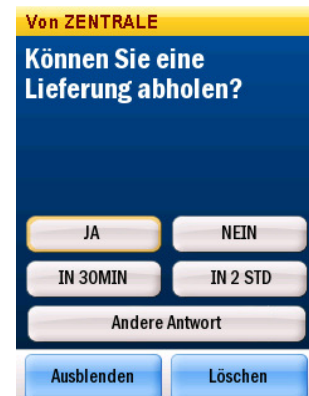 Von ZENTRALE
Können Sie eine
Lieferung abholen?
JA
NEIN
IN 30MIN
IN 2 STD
Andere Antwort
Ausblenden
Löschen